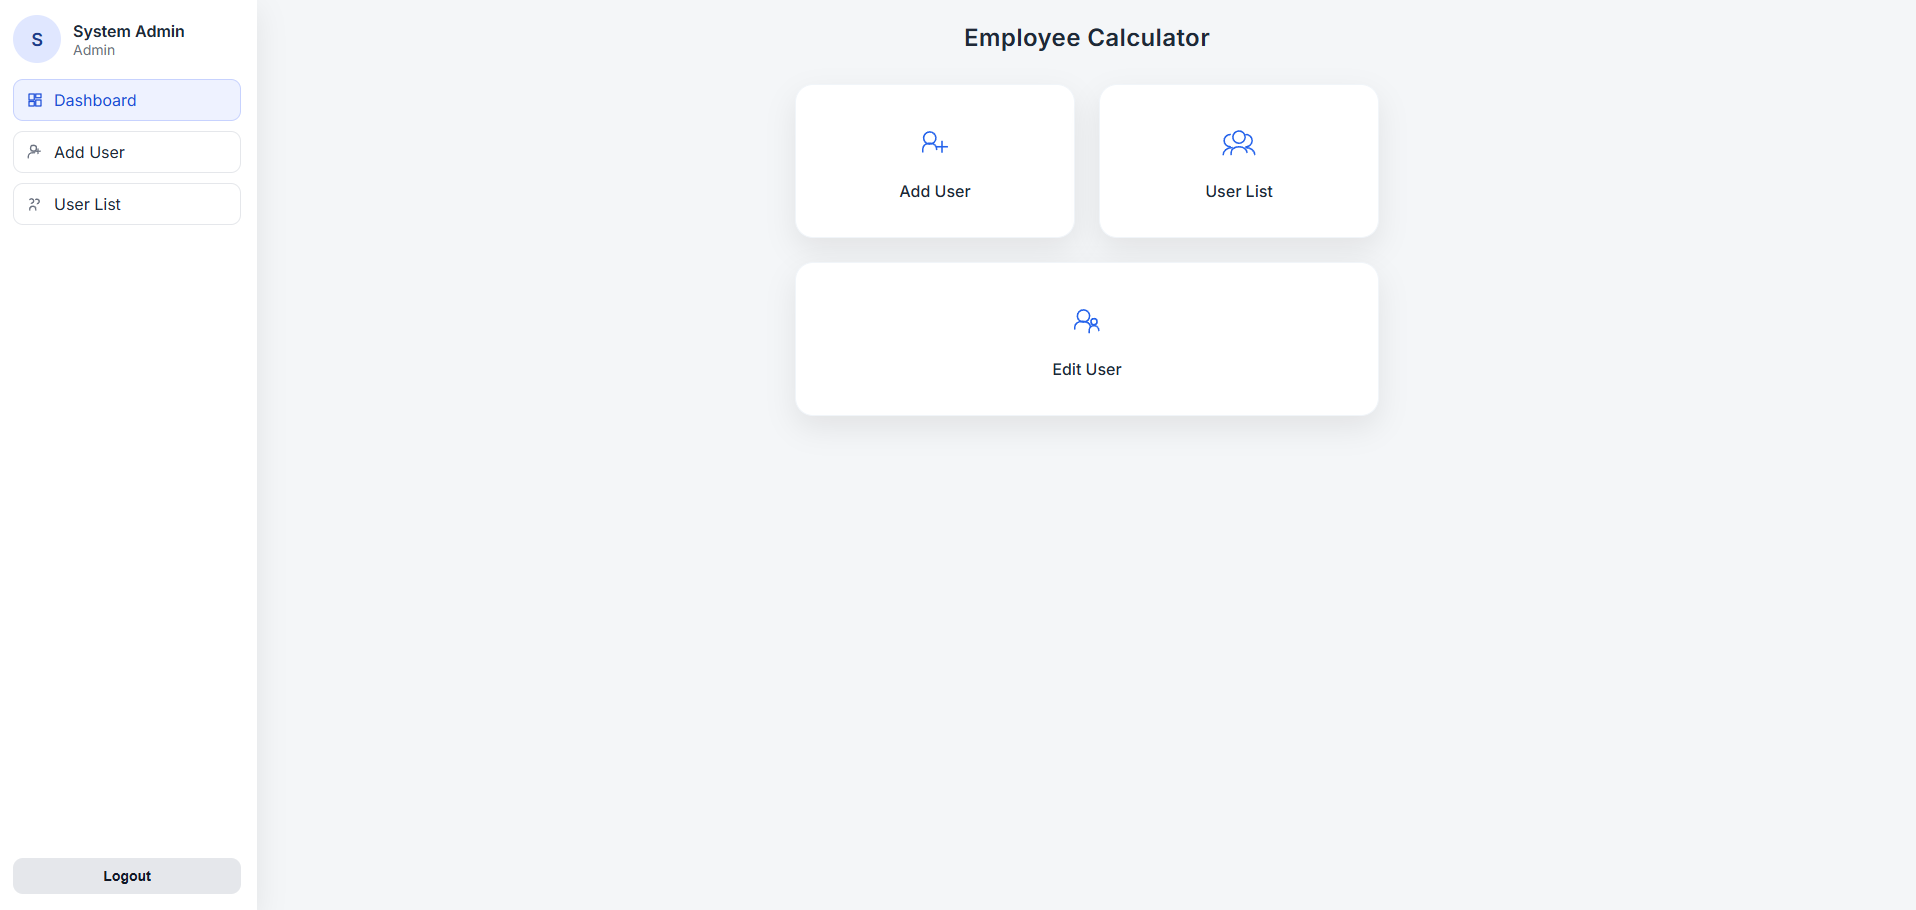 S
System Admin
Admin
Dashboard
Add User
User List
Logout
Employee Calculator
Add User
User List
Edit User